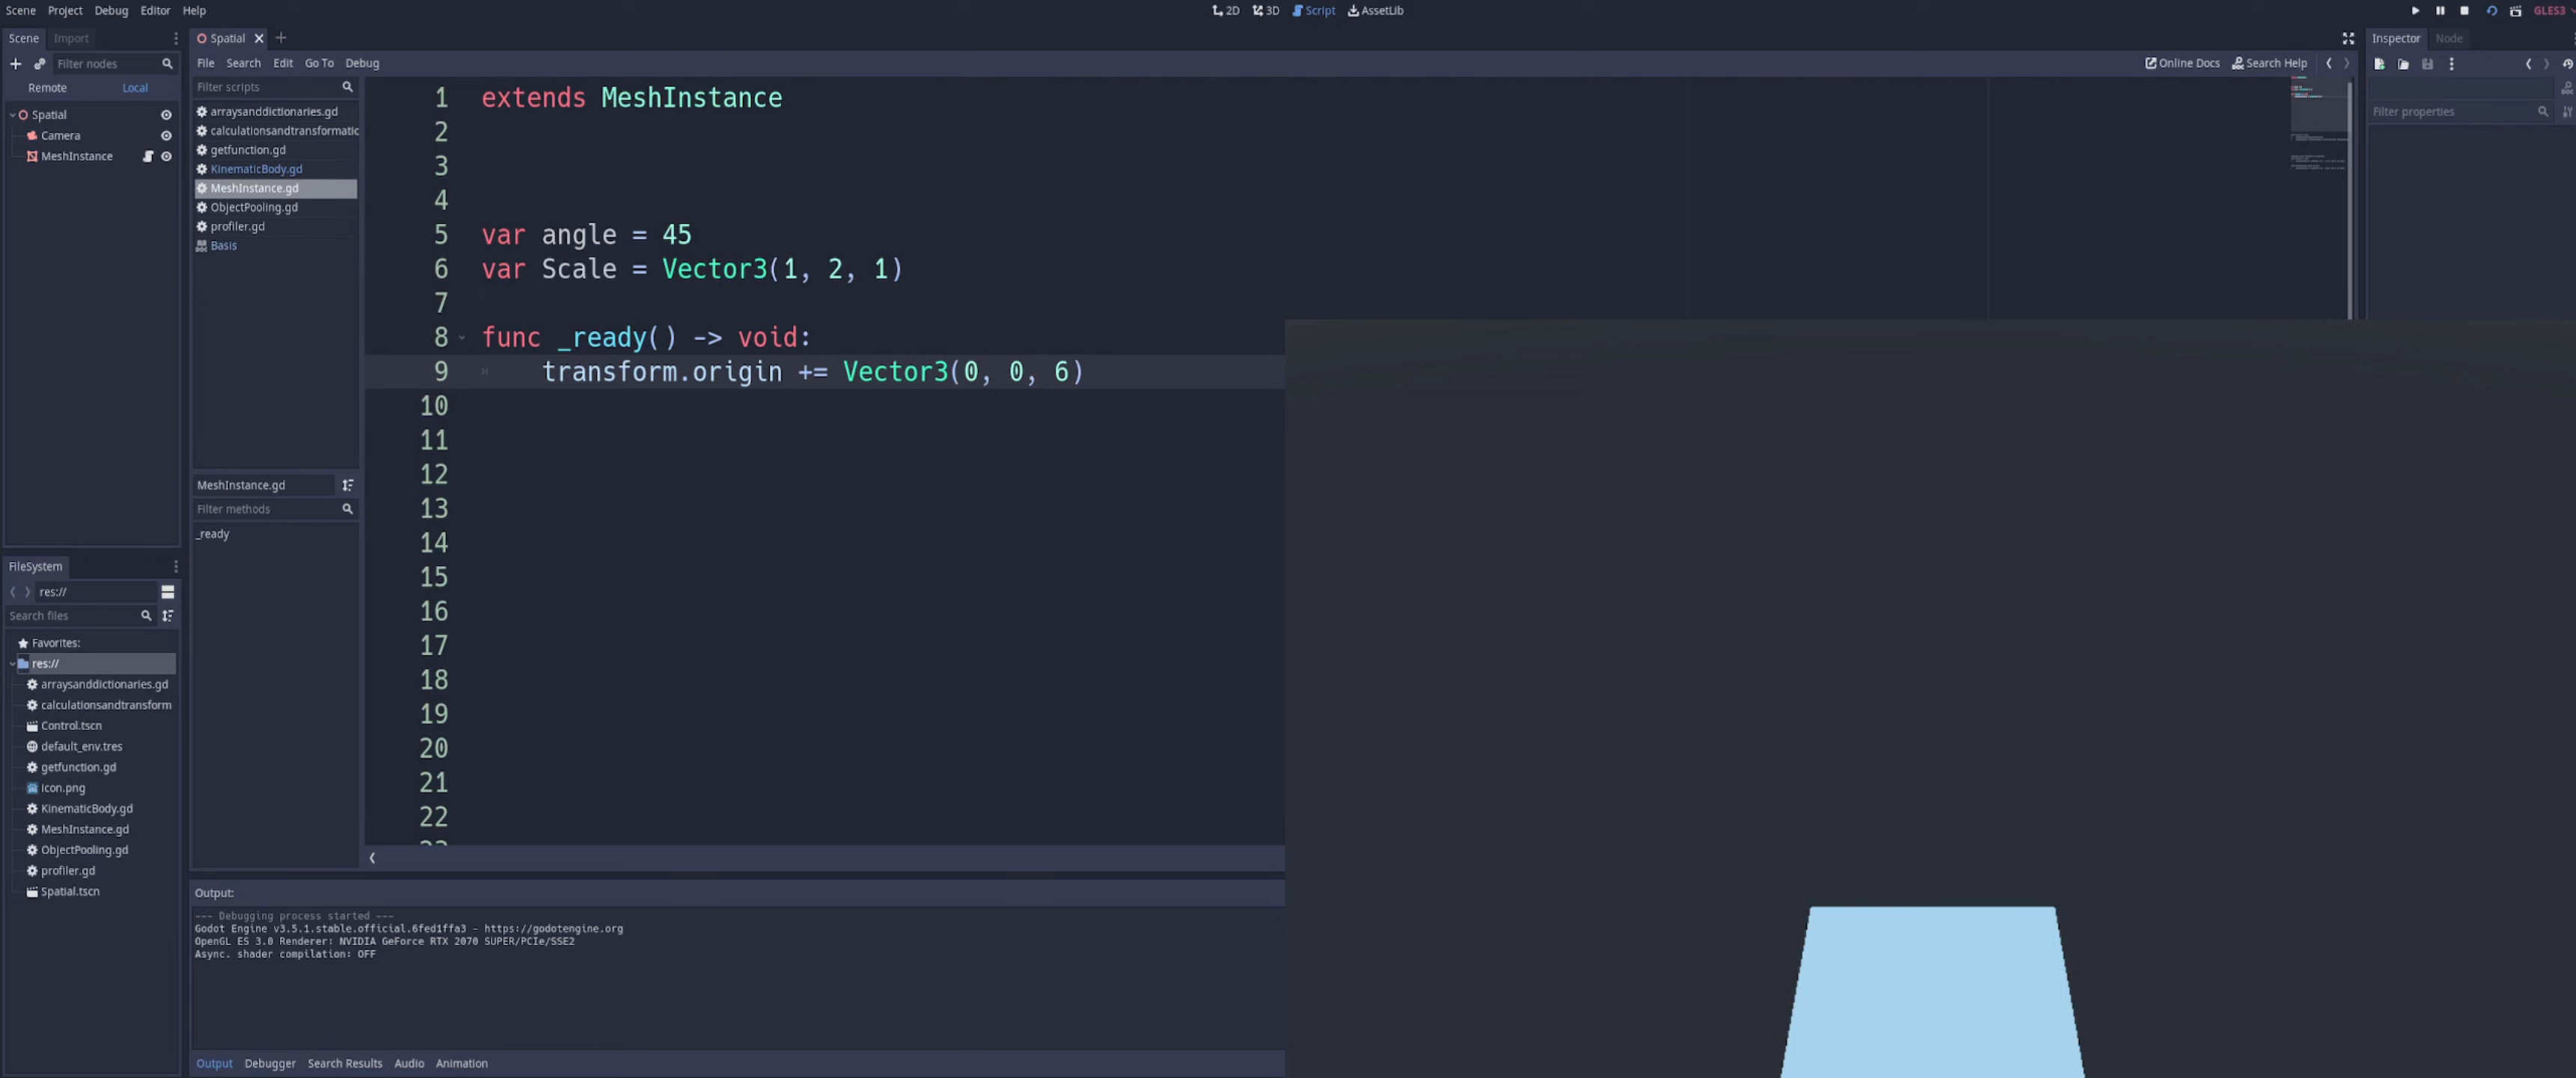 Scene Project Debug Editor Help
2D 3D Script AssetLib
GLES3
Scene Import
Filter nodes
Remote Local
Spatial
Camera
MeshInstance
Spatial
File Search Edit Go To Debug
Online Docs Search Help
Filter scripts
arraysanddictionaries.gd
calculationsandtransformatic
getfunction.gd
KinematicBody.gd
MeshInstance.gd
ObjectPooling.gd
profiler.gd
Basis
MeshInstance.gd
Filter methods
_ready
1 extends MeshInstance
2
3
4
5 var angle = 45
6 var Scale = Vector3(1, 2, 1)
7
8 func _ready() -> void:
9 transform.origin += Vector3(0, 0, 6)
10
11
12
13
14
15
16
17
18
19
20
21
22
Inspector Node
Filter properties
FileSystem
res://
Search files
Favorites:
res://
arraysanddictionaries.gd
calculationsandtransform
Control.tscn
default_env.tres
getfunction.gd
icon.png
KinematicBody.gd
MeshInstance.gd
ObjectPooling.gd
profiler.gd
Spatial.tscn
Output:
--- Debugging process started ---
Godot Engine v3.5.1.stable.official.6fed1ffa3 - https://godotengine.org
OpenGL ES 3.0 Renderer: NVIDIA GeForce RTX 2070 SUPER/PCIe/SSE2
Async. shader compilation: OFF
Output Debugger Search Results Audio Animation